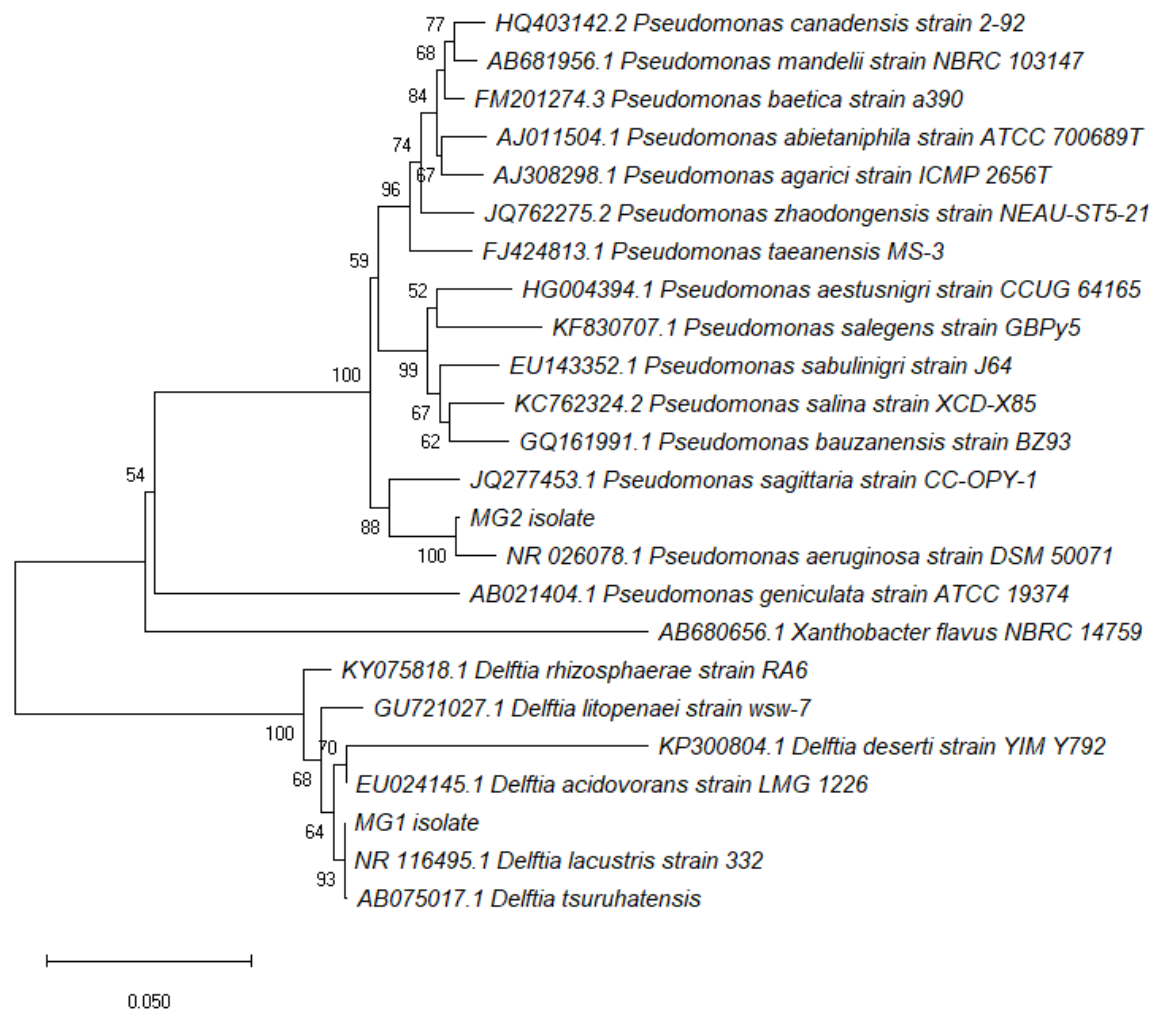 77
HQ403142.2 Pseudomonas canadensis strain 2-92
68
AB681956.1 Pseudomonas mandelii strain NBRC 103147
84
FM201274.3 Pseudomonas baetica strain a390
74
AJ011504.1 Pseudomonas abietaniphila strain ATCC 700689T
67
AJ308298.1 Pseudomonas agarici strain ICMP 2656T
96
JQ762275.2 Pseudomonas zhaodongensis strain NEAU-ST5-21
FJ424813.1 Pseudomonas taeanensis MS-3
59
52
HG004394.1 Pseudomonas aestusnigri strain CCUG 64165
KF830707.1 Pseudomonas salegens strain GBPy5
99
EU143352.1 Pseudomonas sabulinigri strain J64
100
KC762324.2 Pseudomonas salina strain XCD-X85
67
62
GQ161991.1 Pseudomonas bauzanensis strain BZ93
54
JQ277453.1 Pseudomonas sagittaria strain CC-OPY-1
88
MG2 isolate
100
NR 026078.1 Pseudomonas aeruginosa strain DSM 50071
AB021404.1 Pseudomonas geniculata strain ATCC 19374
AB680656.1 Xanthobacter flavus NBRC 14759
KY075818.1 Delftia rhizosphaerae strain RA6
100
GU721027.1 Delftia litopenaei strain wsw-7
70
KP300804.1 Delftia deserti strain YIM Y792
68
EU024145.1 Delftia acidovorans strain LMG 1226
64
MG1 isolate
NR 116495.1 Delftia lacustris strain 332
93
AB075017.1 Delftia tsuruhatensis
0.050